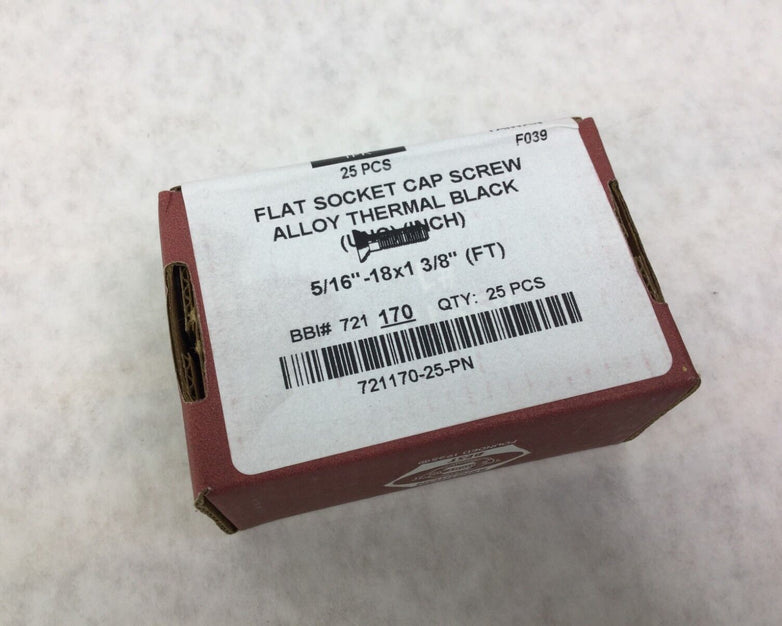 F039
25 PCS
FLAT SOCKET CAP SCREW
ALLOY THERMAL BLACK
5/16"-18x1 3/8" (FT)
BBI# 721 170 QTY: 25 PCS
721170-25-PN